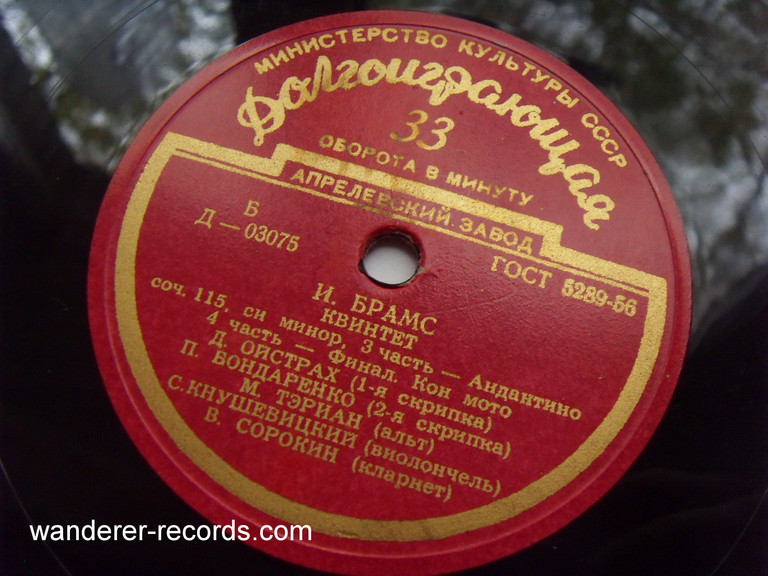 МИНИСТЕРСТВО КУЛЬТУРЫ СССР
Долгоиграющая
33
ОБОРОТА В МИНУТУ
АПРЕЛЕВСКИЙ ЗАВОД
Б
Д — 03075
ГОСТ 5289-56
И. БРАМС
КВИНТЕТ
соч. 115, си минор, 3 часть — Андантино
4 часть — Финал. Кон мото
Д. ОЙСТРАХ (1-я скрипка)
П. БОНДАРЕНКО (2-я скрипка)
М. ТЭРИАН (альт)
С. КНУШЕВИЦКИЙ (виолончель)
В. СОРОКИН (кларнет)
wanderer-records.com